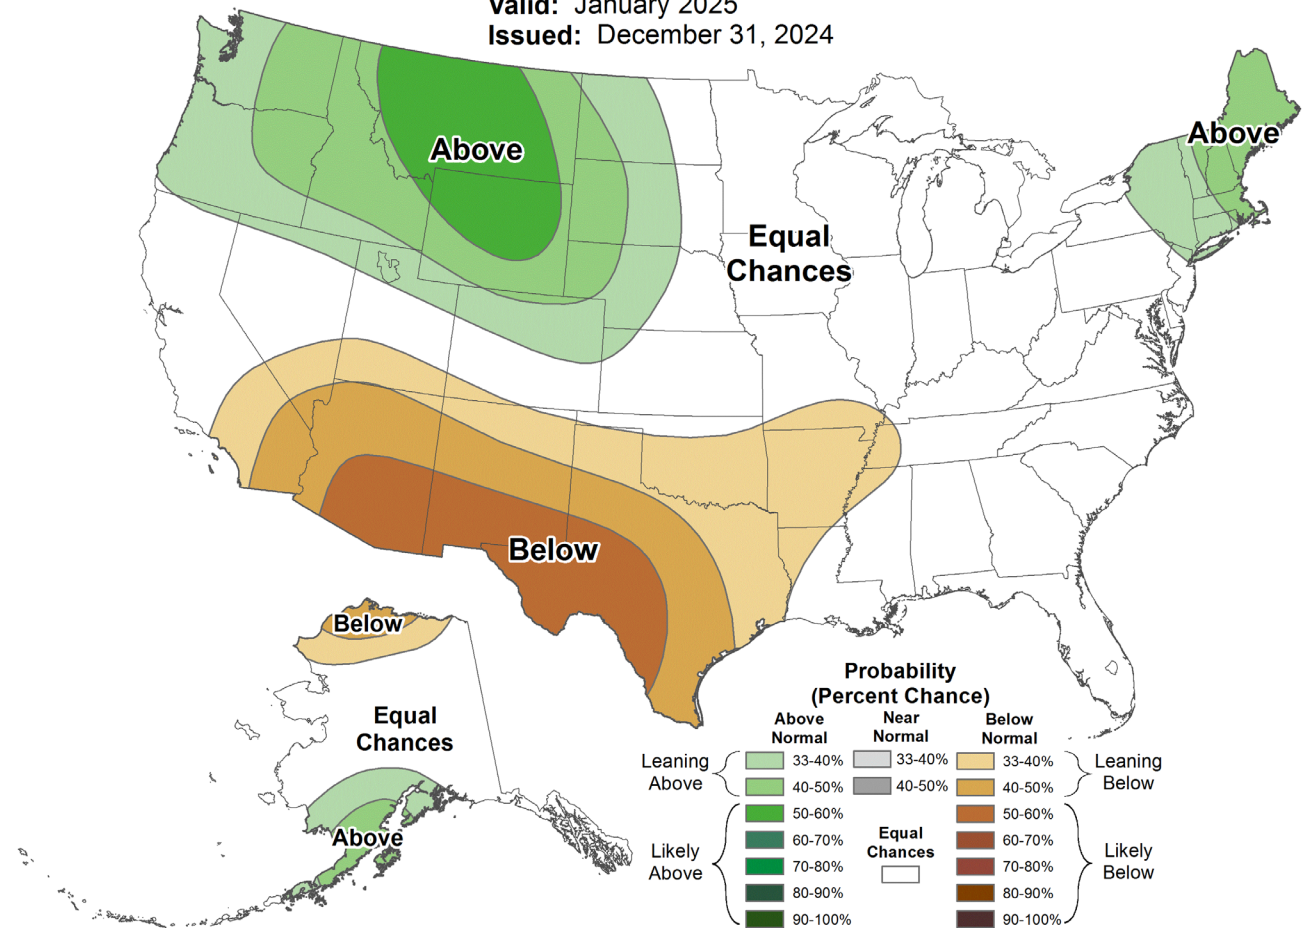 Valid: January 2025
Issued: December 31, 2024
Above
Above
Equal
Chances
Below
Below
Equal
Chances
Above
Probability
(Percent Chance)
Above
Normal
Near
Normal
Below
Normal
Leaning
Above
33-40%
33-40%
33-40%
Leaning
Below
40-50%
40-50%
40-50%
Likely
Above
50-60%
60-70%
70-80%
80-90%
90-100%
Equal
Chances
50-60%
60-70%
70-80%
80-90%
90-100%
Likely
Below